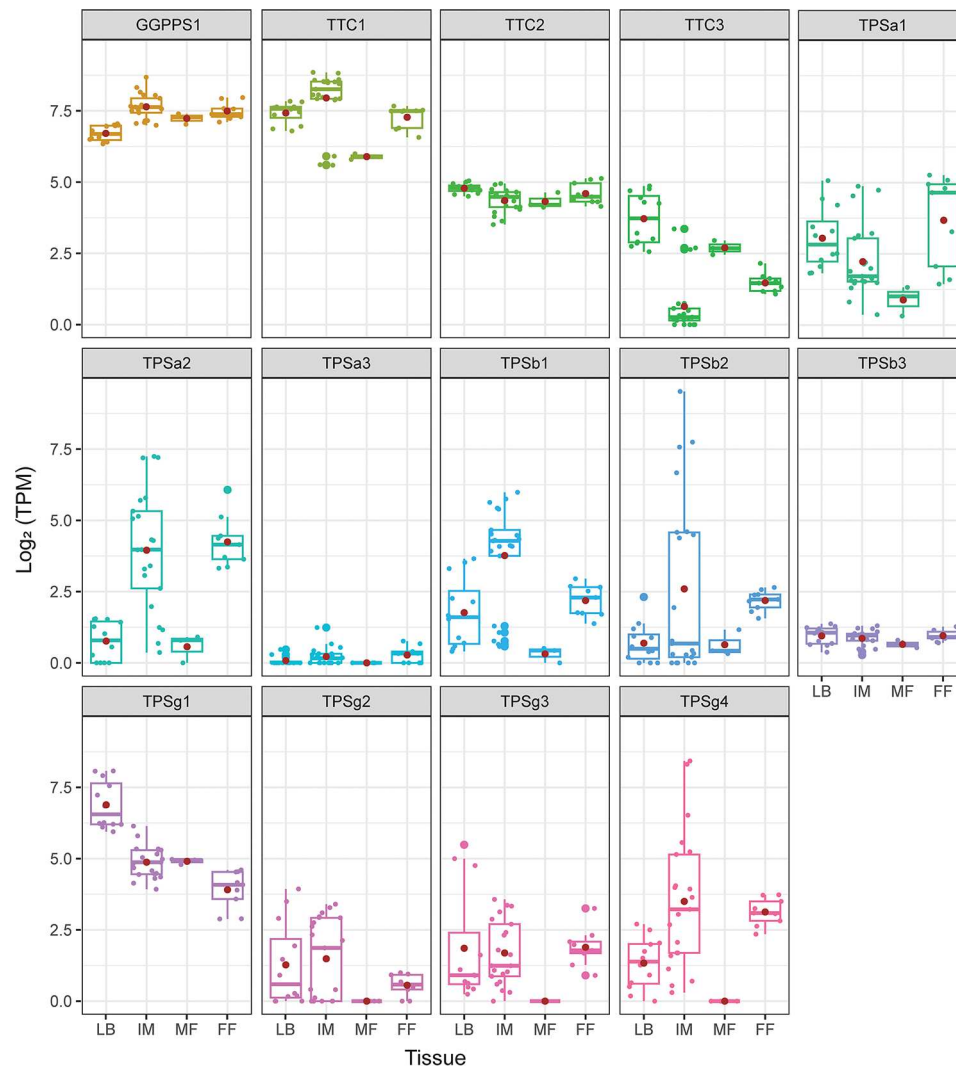 GGPPS1 TTC1 TTC2 TTC3 TPSa1
7.5
5.0
2.5
0.0
TPSa2 TPSa3 TPSb1 TPSb2 TPSb3
Log₂ (TPM)
7.5
5.0
2.5
0.0
LB IM MF FF
TPSg1 TPSg2 TPSg3 TPSg4
7.5
5.0
2.5
0.0
LB IM MF FF LB IM MF FF LB IM MF FF LB IM MF FF
Tissue